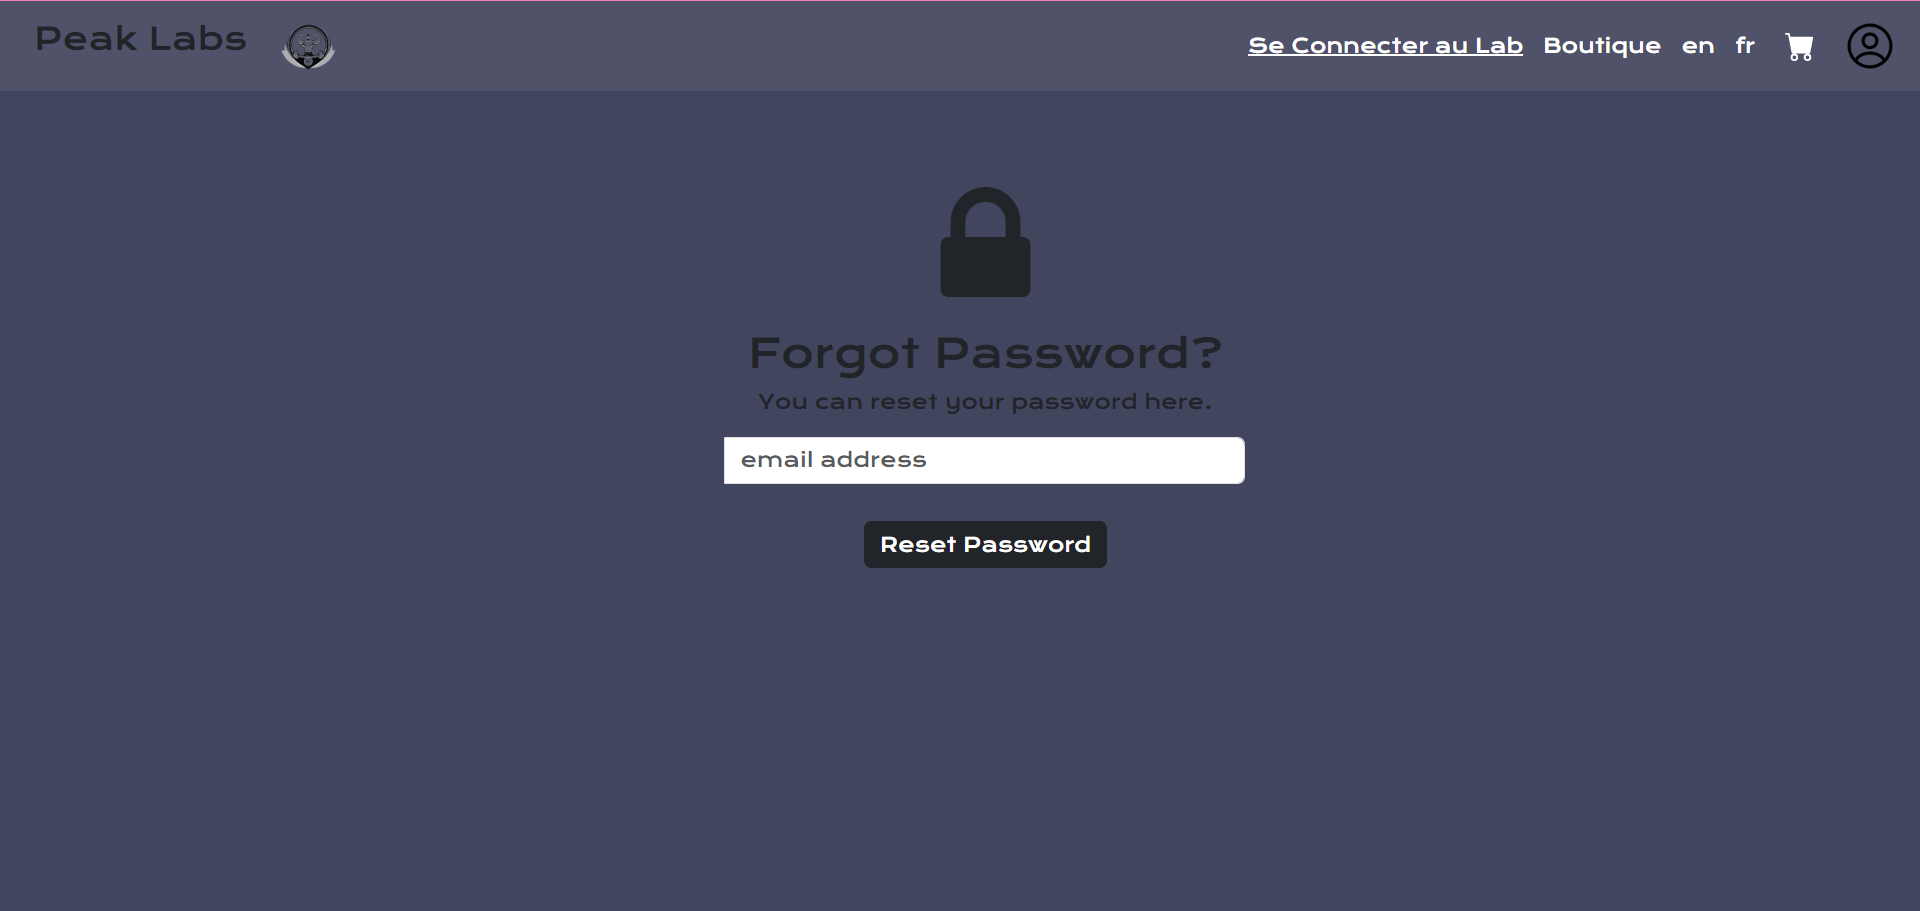 Peak Labs
Se Connecter au Lab Boutique en fr
Forgot Password?
You can reset your password here.
email address
Reset Password